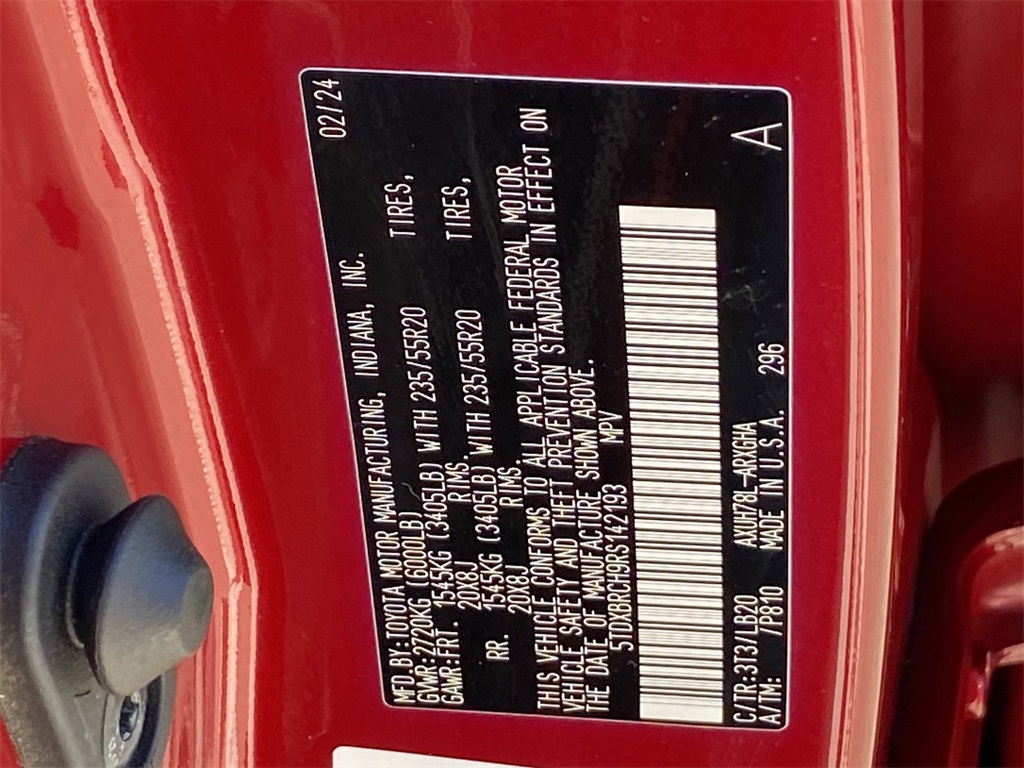 MFD.BY:TOYOTA MOTOR MANUFACTURING, INDIANA, INC. 02/24
GVWR:2720KG (6000LB)
GAWR:FRT. 1545KG (3405LB) WITH 235/55R20 TIRES,
20X8J RIMS.
RR. 1545KG (3405LB) WITH 235/55R20 TIRES,
20X8J RIMS.
THIS VEHICLE CONFORMS TO ALL APPLICABLE FEDERAL MOTOR
VEHICLE SAFETY AND THEFT PREVENTION STANDARDS IN EFFECT ON
THE DATE OF MANUFACTURE SHOWN ABOVE.
5TDXBRCH9RS142193 MPV
C/TR:3T3/LB20 AXUH78L-ARXGHA
A/TM: /P810 MADE IN U.S.A. 296 A